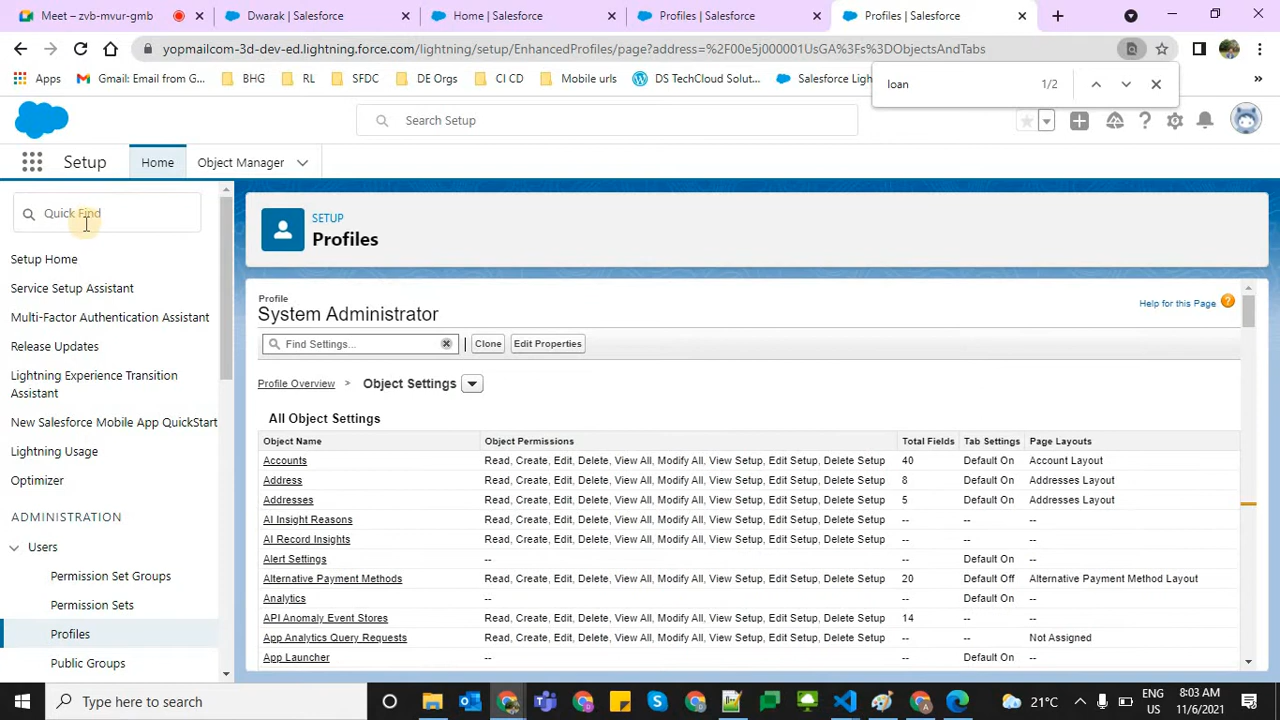 Meet – zvb-mvur-gmb
Dwarak | Salesforce
Home | Salesforce
Profiles | Salesforce
Profiles | Salesforce
yopmailcom-3d-dev-ed.lightning.force.com/lightning/setup/EnhancedProfiles/page?address=%2F00e5j000001UsGA%3Fs%3DObjectsAndTabs
Apps
Gmail: Email from G...
BHG
RL
SFDC
DE Orgs
CI CD
Mobile urls
DS TechCloud Solut...
Salesforce Ligh
»
loan
1/2
Search Setup
Setup
Home
Object Manager
Quick Find
Setup Home
Service Setup Assistant
Multi-Factor Authentication Assistant
Release Updates
Lightning Experience Transition
Assistant
New Salesforce Mobile App QuickStart
Lightning Usage
Optimizer
ADMINISTRATION
Users
Permission Set Groups
Permission Sets
Profiles
Public Groups
SETUP
Profiles
Profile
System Administrator
Help for this Page ?
Find Settings...
Clone
Edit Properties
Profile Overview > Object Settings
All Object Settings
Object Name Object Permissions Total Fields Tab Settings Page Layouts
Accounts Read, Create, Edit, Delete, View All, Modify All, View Setup, Edit Setup, Delete Setup 40 Default On Account Layout
Address Read, Create, Edit, Delete, View All, Modify All, View Setup, Edit Setup, Delete Setup 8 Default On Addresses Layout
Addresses Read, Create, Edit, Delete, View All, Modify All, View Setup, Edit Setup, Delete Setup 5 Default On Addresses Layout
AI Insight Reasons Read, Create, Edit, Delete, View All, Modify All, View Setup, Edit Setup, Delete Setup -- -- --
AI Record Insights Read, Create, Edit, Delete, View All, Modify All, View Setup, Edit Setup, Delete Setup -- -- --
Alert Settings -- -- Default On --
Alternative Payment Methods Read, Create, Edit, Delete, View All, Modify All, View Setup, Edit Setup, Delete Setup 20 Default Off Alternative Payment Method Layout
Analytics -- -- Default On --
API Anomaly Event Stores Read, Create, Edit, Delete, View All, Modify All, View Setup, Edit Setup, Delete Setup 14 -- --
App Analytics Query Requests Read, Create, Edit, Delete, View All, Modify All, View Setup, Edit Setup, Delete Setup -- -- Not Assigned
App Launcher -- -- Default On --
Type here to search
21°C
ENG
US
8:03 AM
11/6/2021